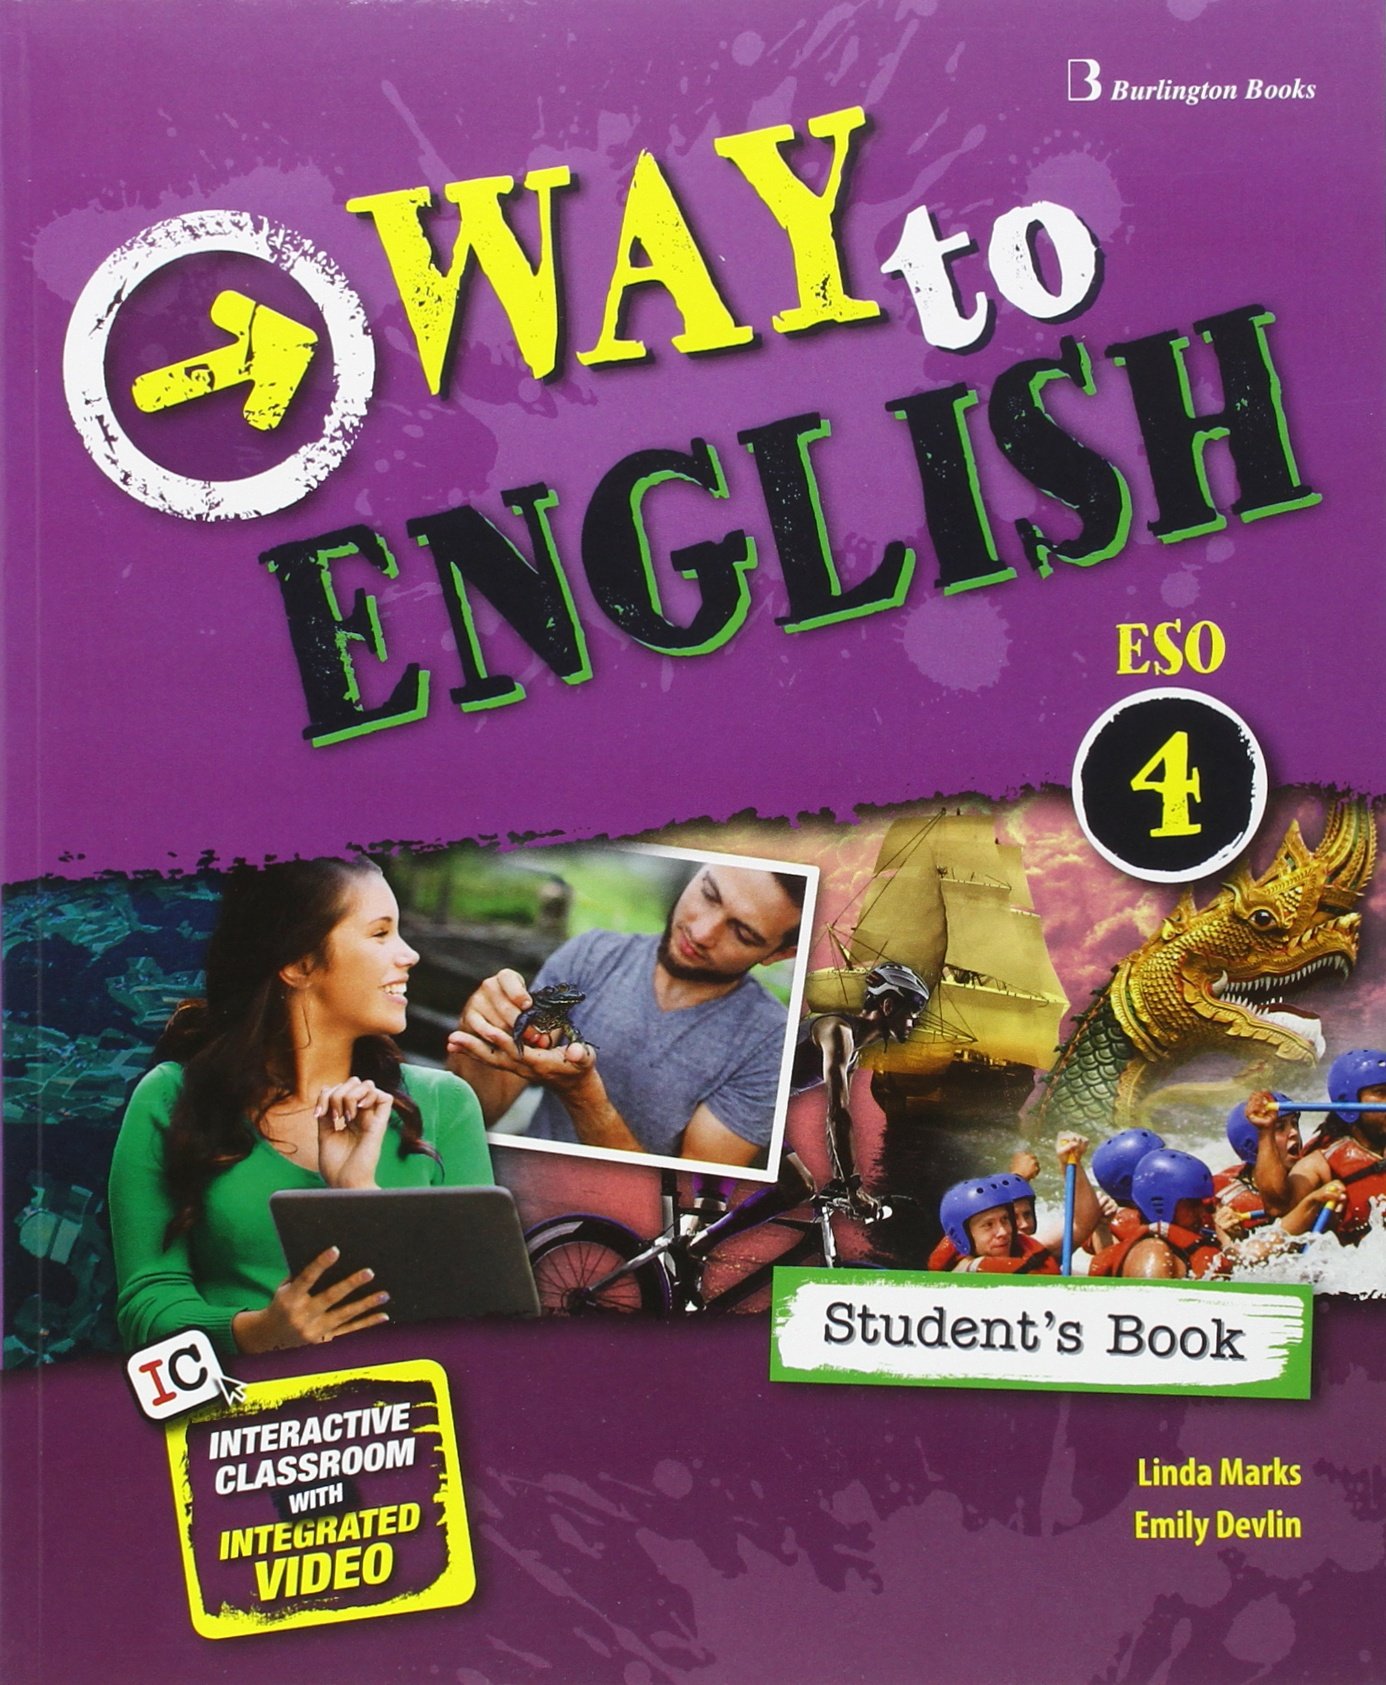 B Burlington Books
WAY to
ENGLISH
ESO
4
Student's Book
IC
INTERACTIVE
CLASSROOM
WITH
INTEGRATED
VIDEO
Linda Marks
Emily Devlin